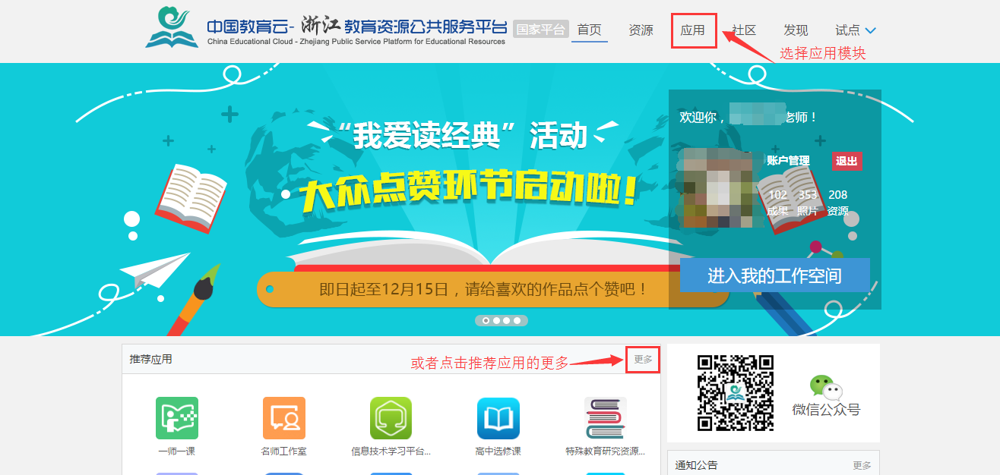 中国教育云- 浙江 教育资源公共服务平台 国家平台
China Educational Cloud - Zhejiang Public Service Platform for Educational Resources
首页 资源 应用 社区 发现 试点
选择应用模块
欢迎你， 老师！
“我爱读经典” 活动
账户管理 退出
大众点赞环节启动啦！
102 353 208
成果 照片 资源
进入我的工作空间
即日起至12月15日，请给喜欢的作品点个赞吧！
推荐应用 或者点击推荐应用的更多 更多
微信公众号
一师一课 名师工作室 信息技术学习平台... 高中选修课 特殊教育研究资源...
通知公告 更多